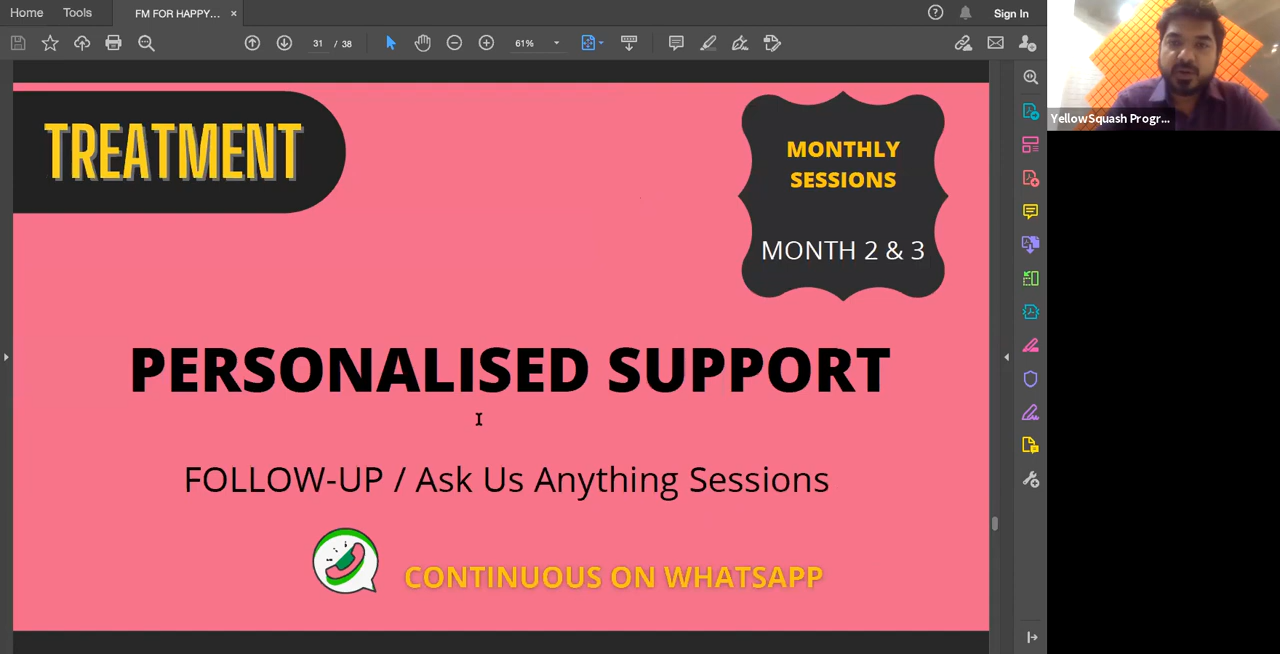 Home
Tools
FM FOR HAPPY... ×
Sign In
31 / 38
61%
YellowSquash Progr...
TREATMENT
MONTHLY
SESSIONS
MONTH 2 & 3
PERSONALISED SUPPORT
FOLLOW-UP / Ask Us Anything Sessions
CONTINUOUS ON WHATSAPP